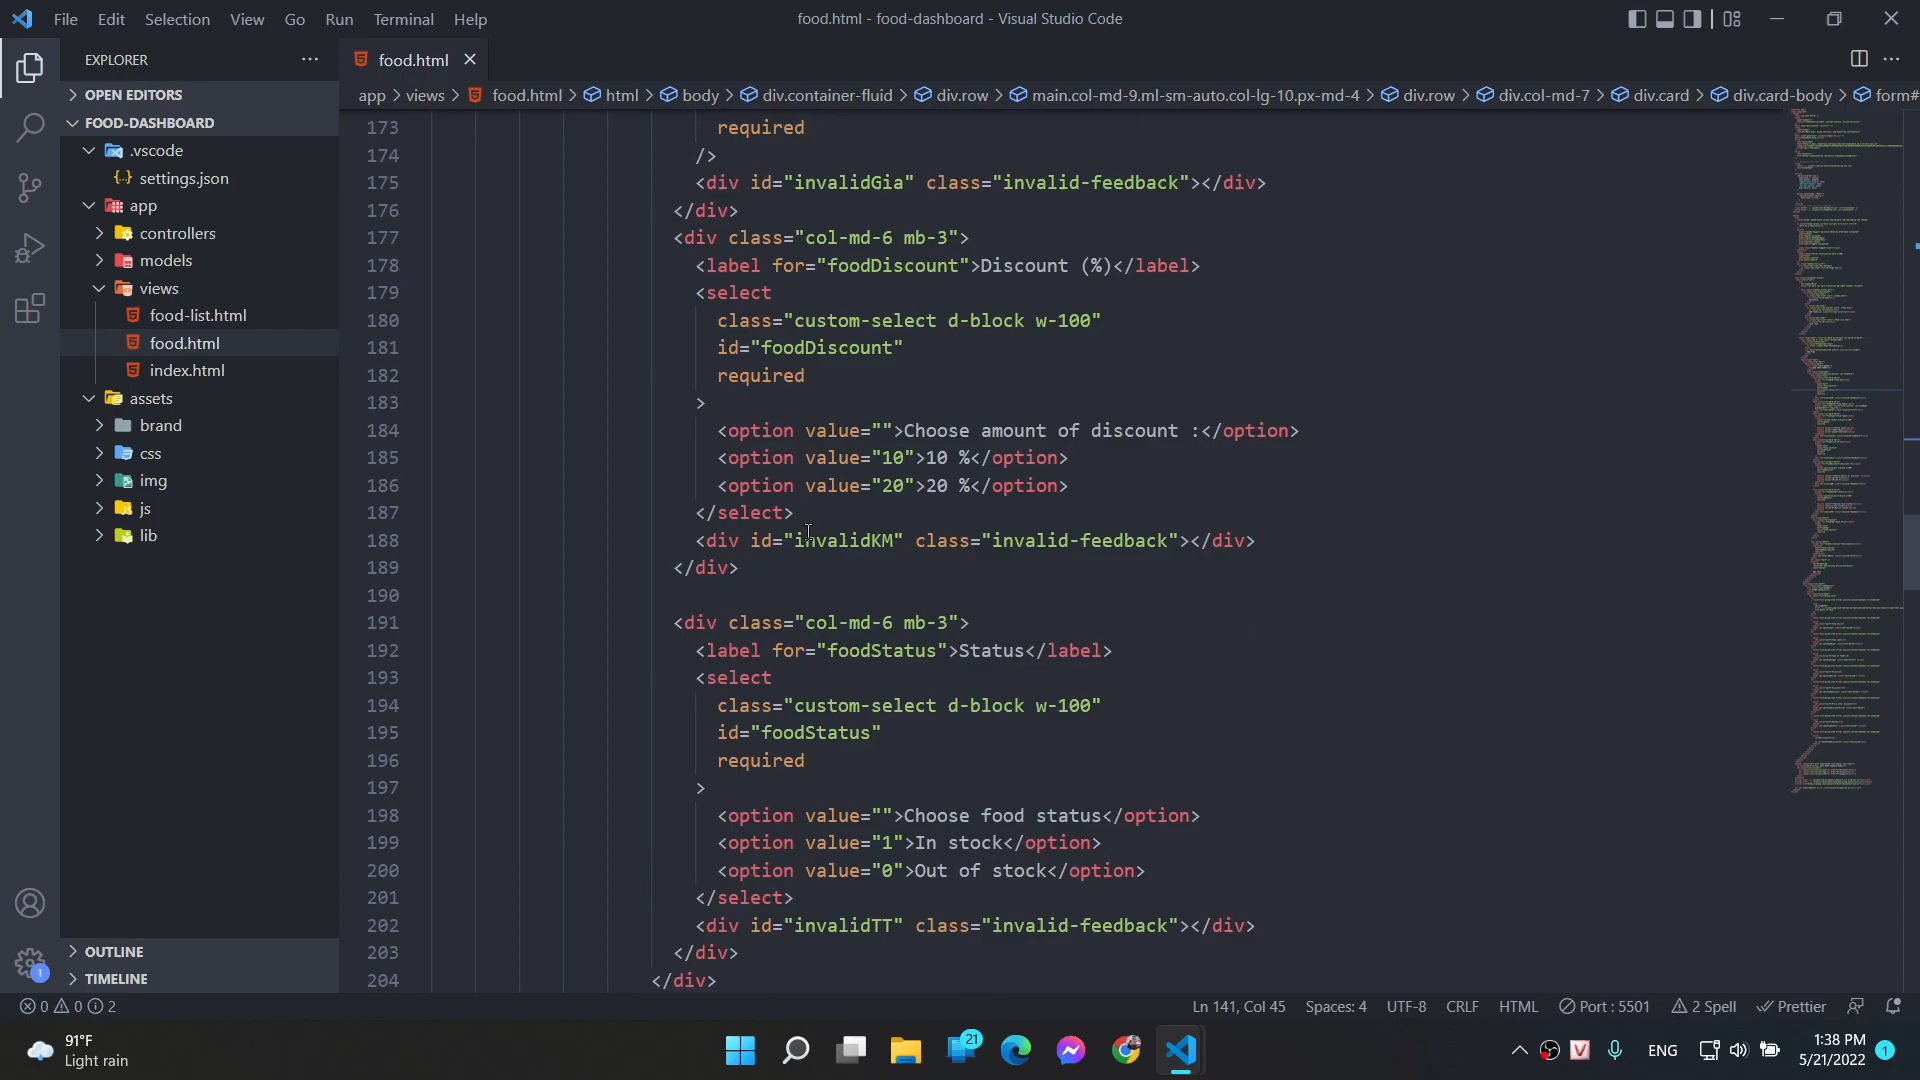 File Edit Selection View Go Run Terminal Help
food.html - food-dashboard - Visual Studio Code
EXPLORER
OPEN EDITORS
FOOD-DASHBOARD
.vscode
settings.json
app
controllers
models
views
food-list.html
food.html
index.html
assets
brand
css
img
js
lib
OUTLINE
TIMELINE
food.html
app > views > food.html > html > body > div.container-fluid > div.row > main.col-md-9.ml-sm-auto.col-lg-10.px-md-4 > div.row > div.col-md-7 > div.card > div.card-body > form#
173 required
174 />
175 <div id="invalidGia" class="invalid-feedback"></div>
176 </div>
177 <div class="col-md-6 mb-3">
178 <label for="foodDiscount">Discount (%)</label>
179 <select
180 class="custom-select d-block w-100"
181 id="foodDiscount"
182 required
183 >
184 <option value="">Choose amount of discount :</option>
185 <option value="10">10 %</option>
186 <option value="20">20 %</option>
187 </select>
188 <div id="invalidKM" class="invalid-feedback"></div>
189 </div>
190
191 <div class="col-md-6 mb-3">
192 <label for="foodStatus">Status</label>
193 <select
194 class="custom-select d-block w-100"
195 id="foodStatus"
196 required
197 >
198 <option value="">Choose food status</option>
199 <option value="1">In stock</option>
200 <option value="0">Out of stock</option>
201 </select>
202 <div id="invalidTT" class="invalid-feedback"></div>
203 </div>
204 </div>
1
0 0 2
Ln 141, Col 45 Spaces: 4 UTF-8 CRLF HTML Port : 5501 2 Spell Prettier
91°F
Light rain
21
ENG
1:38 PM
5/21/2022
1